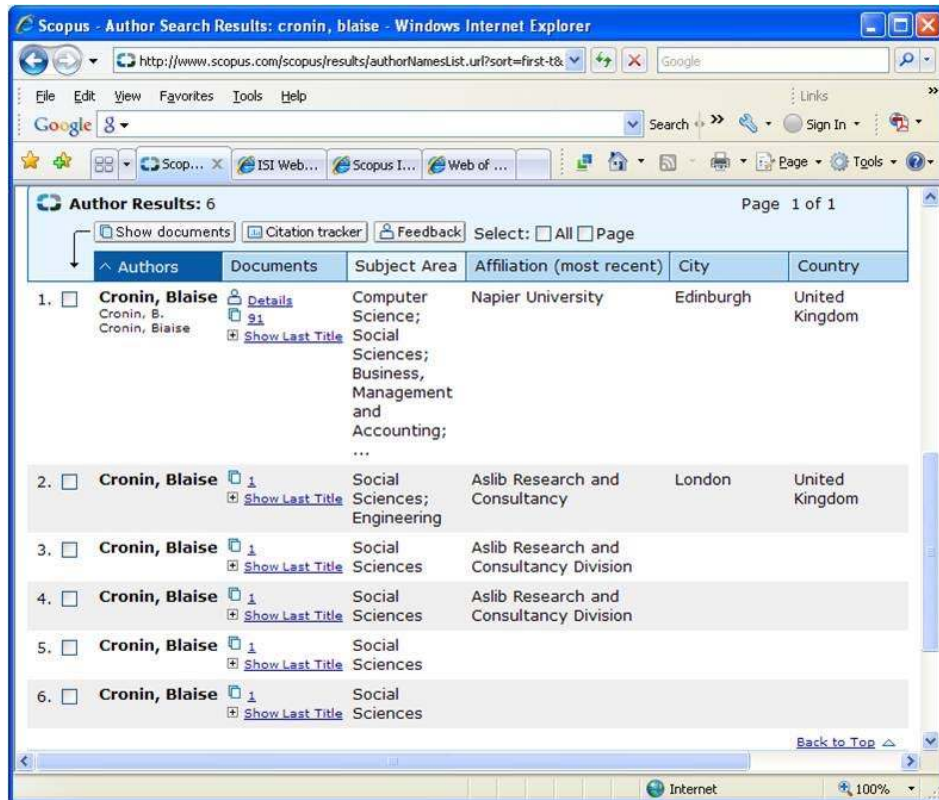 Scopus - Author Search Results: cronin, blaise - Windows Internet Explorer
http://www.scopus.com/scopus/results/authorNamesList.url?sort=first-t&
Google
File Edit View Favorites Tools Help
Links
Google
Search
Sign In
Scop...
ISI Web...
Scopus I...
Web of ...
Page
Tools
Author Results: 6
Page 1 of 1
Show documents
Citation tracker
Feedback
Select: All Page
Authors Documents Subject Area Affiliation (most recent) City Country
1. Cronin, Blaise Details Computer Napier University Edinburgh United
Cronin, B. 91 Science; Kingdom
Cronin, Biaise Show Last Title Social
Sciences;
Business,
Management
and
Accounting;
...
2. Cronin, Blaise 1 Social Aslib Research and London United
Show Last Title Sciences; Consultancy Kingdom
Engineering
3. Cronin, Blaise 1 Social Aslib Research and
Show Last Title Sciences Consultancy Division
4. Cronin, Blaise 1 Social Aslib Research and
Show Last Title Sciences Consultancy Division
5. Cronin, Blaise 1 Social
Show Last Title Sciences
6. Cronin, Blaise 1 Social
Show Last Title Sciences
Back to Top
Internet 100%